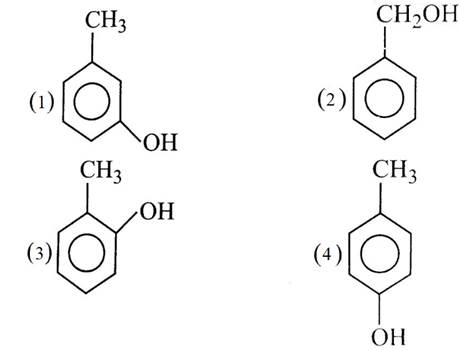 CH₃
(1)
OH
CH₂OH
(2)
CH₃
(3)
OH
CH₃
(4)
OH